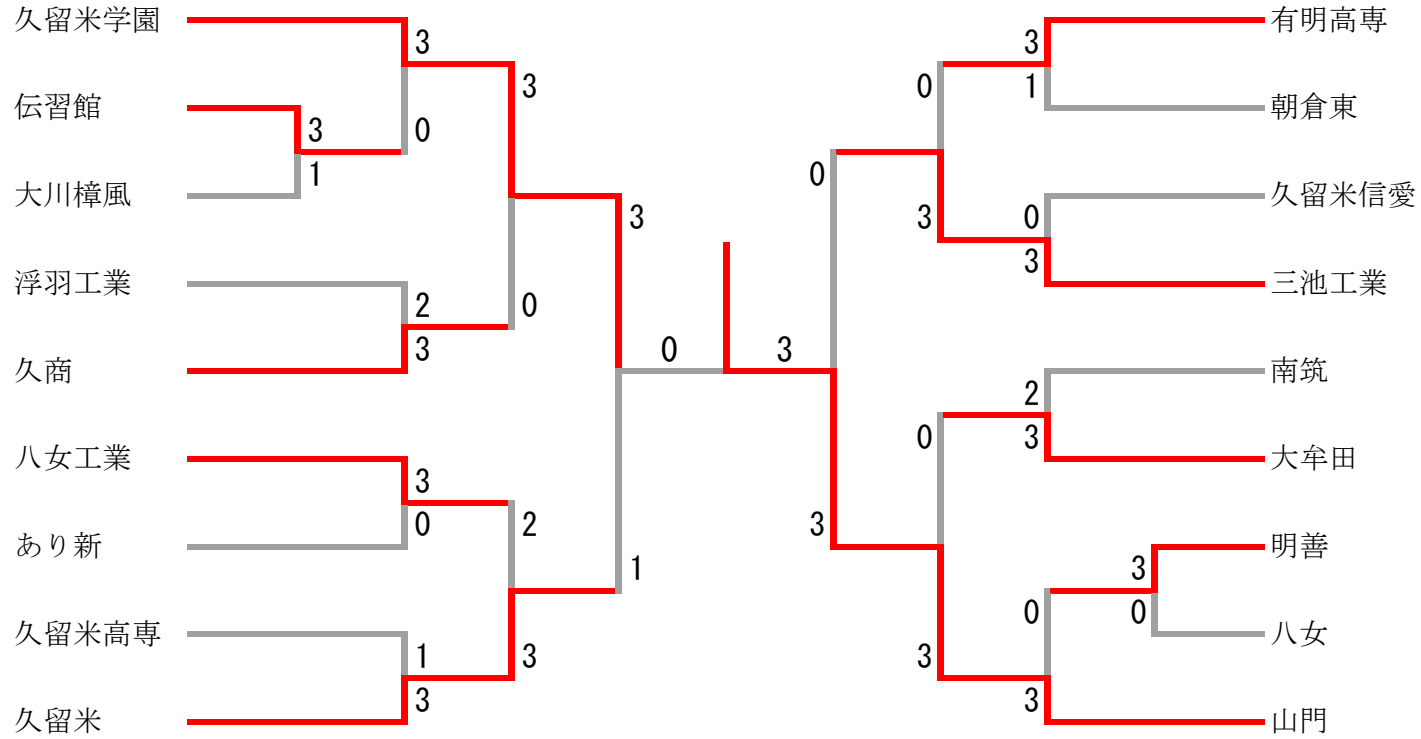 久留米学園
伝習館
大川樟風
浮羽工業
久商
八女工業
あり新
久留米高専
久留米
3
0
3
1
2
3
3
0
1
3
3
0
2
3
3
1
0
3
0
3
0
3
0
3
3
1
0
3
2
3
0
3
3
0
有明高専
朝倉東
久留米信愛
三池工業
南筑
大牟田
明善
八女
山門